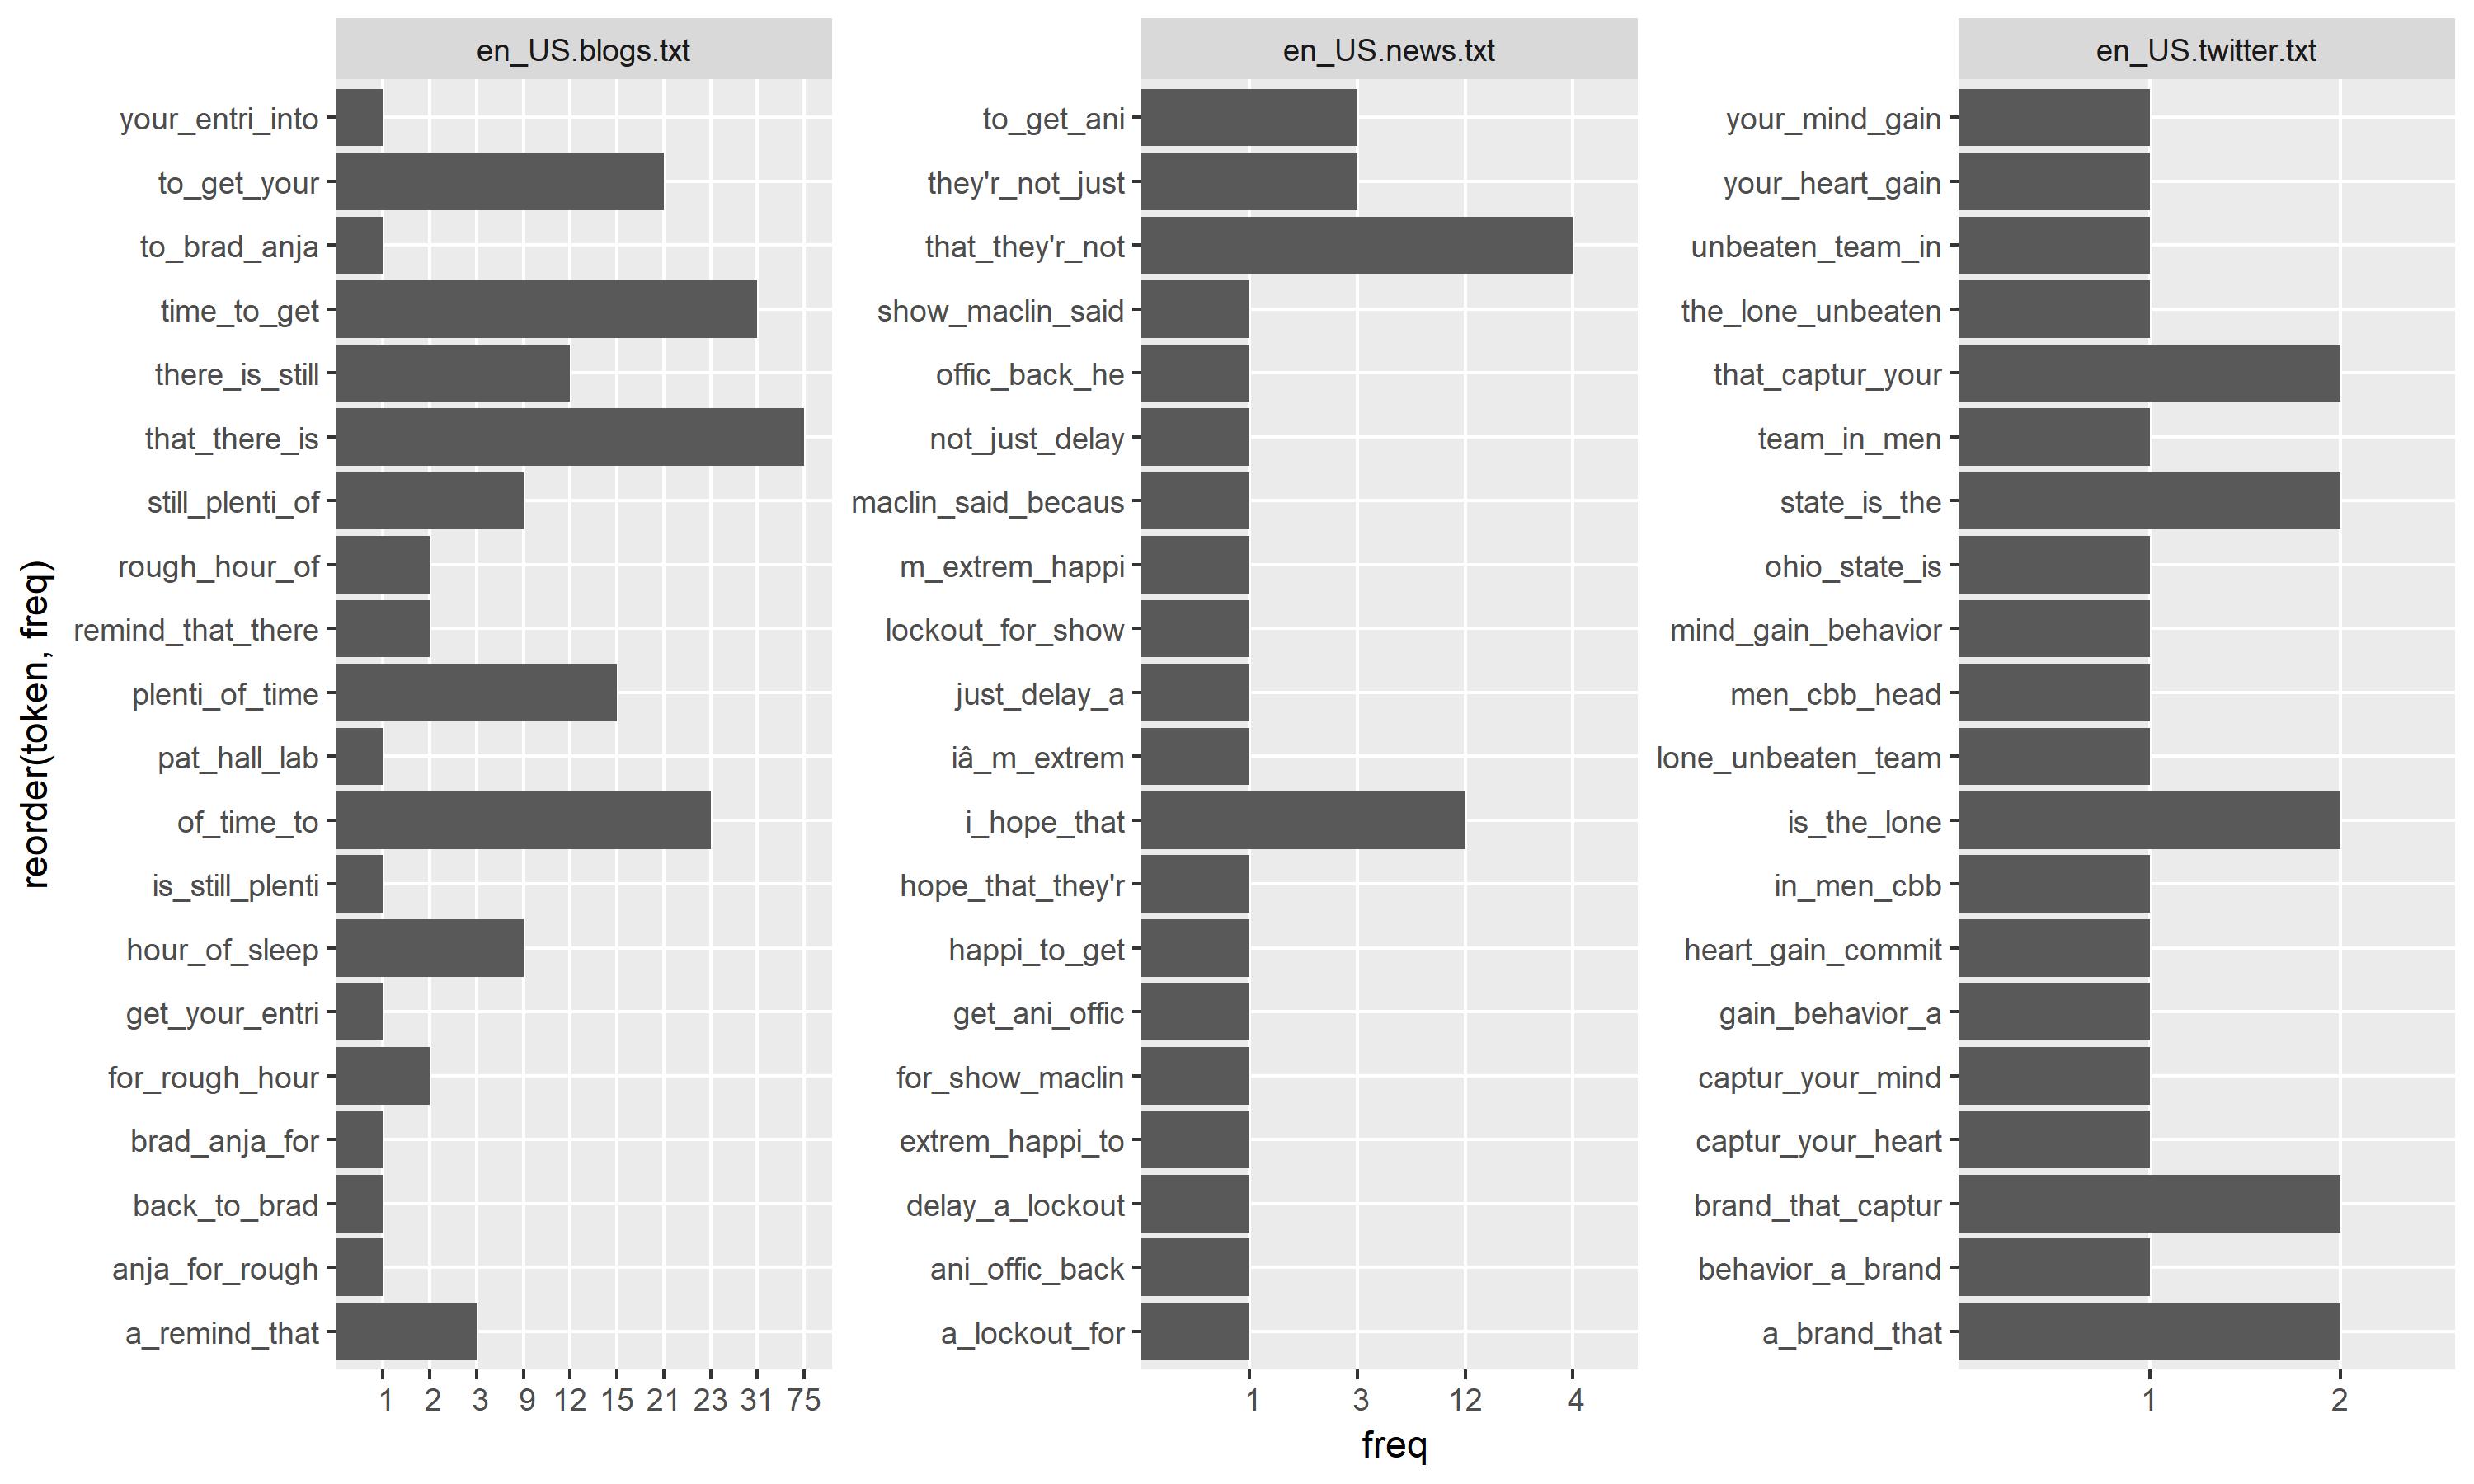 en_US.blogs.txt
your_entri_into
to_get_your
to_brad_anja
time_to_get
there_is_still
that_there_is
still_plenti_of
rough_hour_of
remind_that_there
plenti_of_time
pat_hall_lab
of_time_to
is_still_plenti
hour_of_sleep
get_your_entri
for_rough_hour
brad_anja_for
back_to_brad
anja_for_rough
a_remind_that
1 2 3 9 12 15 21 23 31 75
en_US.news.txt
to_get_ani
they'r_not_just
that_they'r_not
show_maclin_said
offic_back_he
not_just_delay
maclin_said_becaus
m_extrem_happi
lockout_for_show
just_delay_a
iâ_m_extrem
i_hope_that
hope_that_they'r
happi_to_get
get_ani_offic
for_show_maclin
extrem_happi_to
delay_a_lockout
ani_offic_back
a_lockout_for
1 3 12 4
en_US.twitter.txt
your_mind_gain
your_heart_gain
unbeaten_team_in
the_lone_unbeaten
that_captur_your
team_in_men
state_is_the
ohio_state_is
mind_gain_behavior
men_cbb_head
lone_unbeaten_team
is_the_lone
in_men_cbb
heart_gain_commit
gain_behavior_a
captur_your_mind
captur_your_heart
brand_that_captur
behavior_a_brand
a_brand_that
1 2
freq
reorder(token, freq)